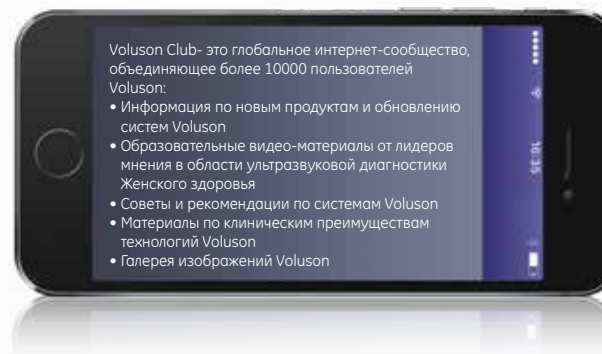 Voluson Club- это глобальное интернет-сообщество,
объединяющее более 10000 пользователей
Voluson:
• Информация по новым продуктам и обновлению
систем Voluson
• Образовательные видео-материалы от лидеров
мнения в области ультразвуковой диагностики
Женского здоровья
• Советы и рекомендации по системам Voluson
• Материалы по клиническим преимуществам
технологий Voluson
• Галерея изображений Voluson
16:35